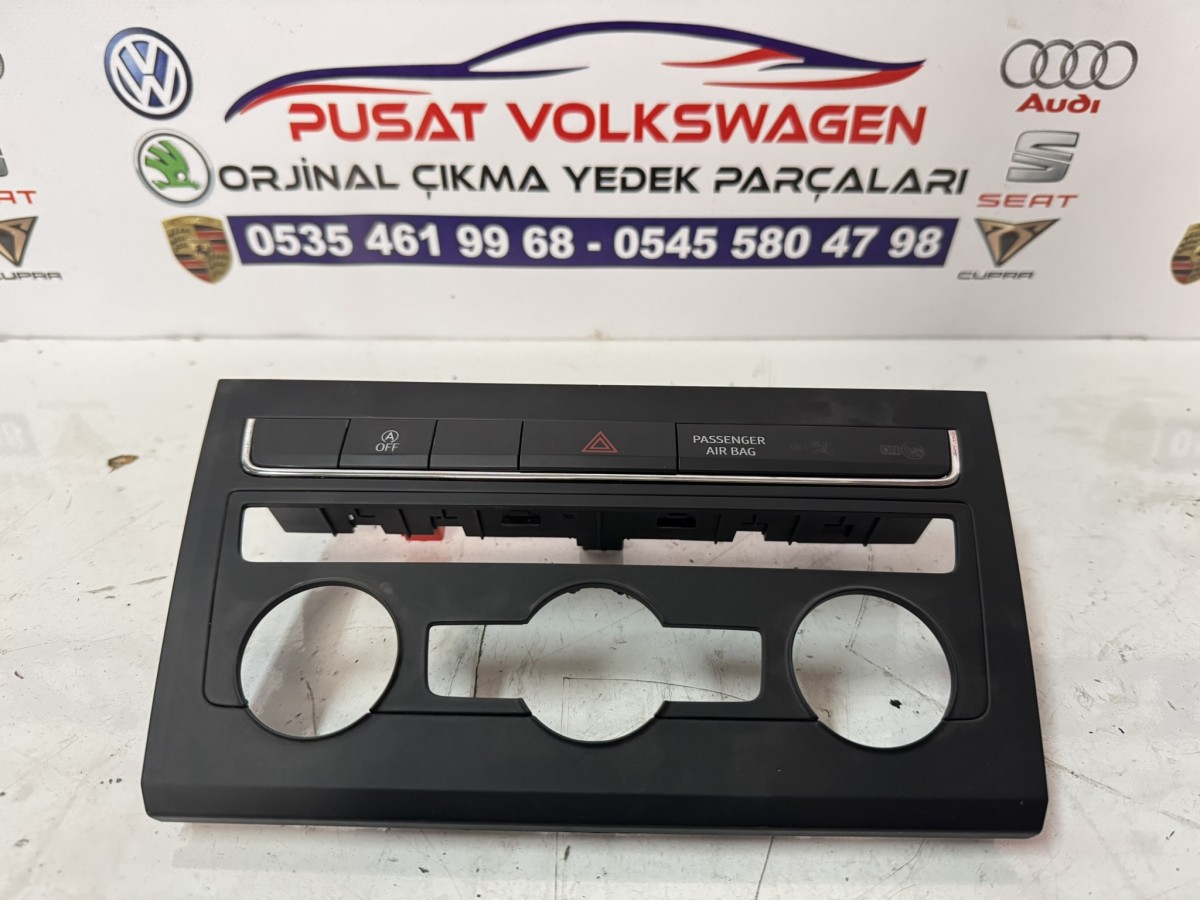 PUSAT VOLKSWAGEN
ORJİNAL ÇIKMA YEDEK PARÇALARI
0535 461 99 68 - 0545 580 47 98
Audi
SEAT
CUPRA
CUPRA
A
OFF
PASSENGER
AIR BAG